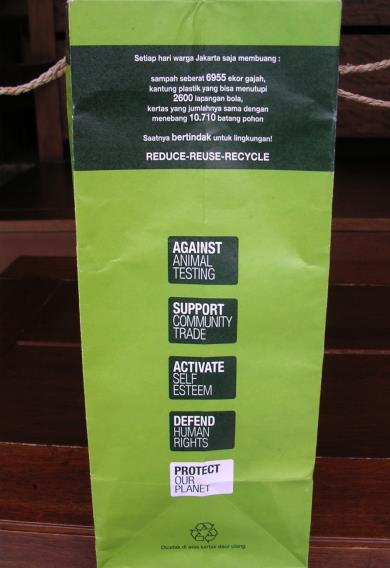 Setiap hari warga Jakarta saja membuang :
sampah seberat 6955 ekor gajah,
kantung plastik yang bisa menutupi
2600 lapangan bola,
kertas yang jumlahnya sama dengan
menebang 10.710 batang pohon
Saatnya bertindak untuk lingkungan!
REDUCE-REUSE-RECYCLE
AGAINST
ANIMAL
TESTING
SUPPORT
COMMUNITY
TRADE
ACTIVATE
SELF
ESTEEM
DEFEND
HUMAN
RIGHTS
PROTECT
OUR
PLANET
Dicetak di atas kertas daur ulang